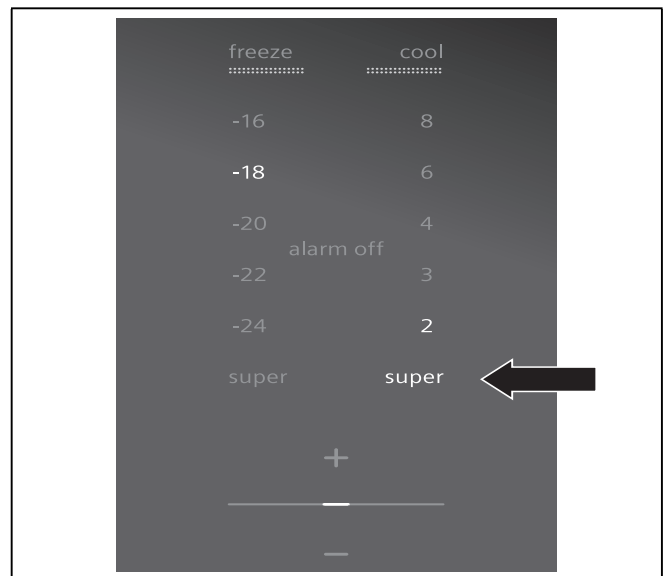 freeze cool
-16 8
-18 6
-20 4
alarm off
-22 3
-24 2
super super
+
—